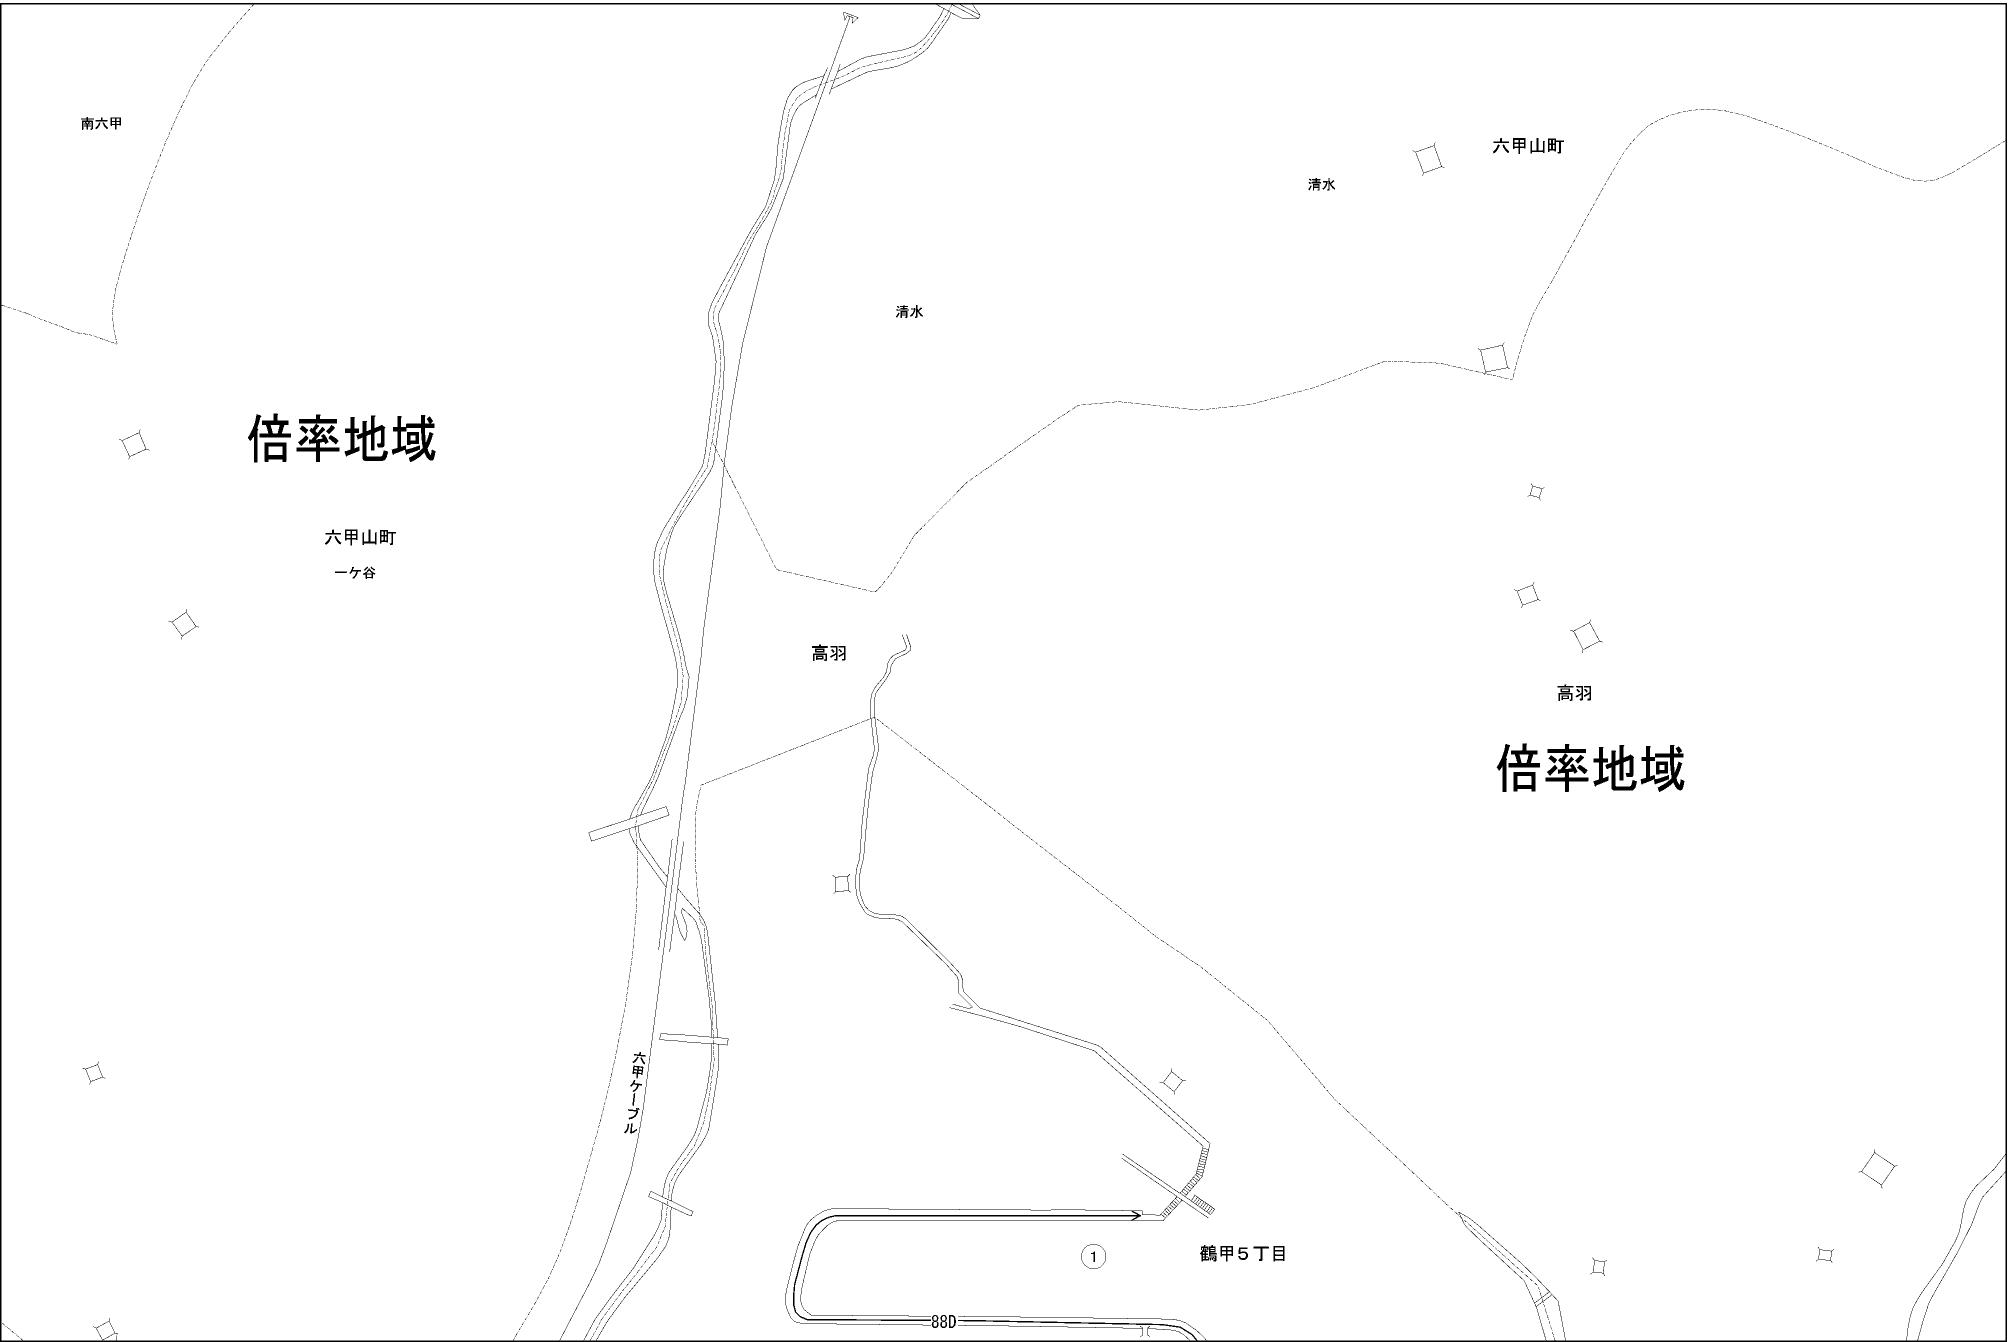 南六甲
六甲山町
清水
清水
倍率地域
六甲山町
一ケ谷
高羽
高羽
倍率地域
六甲ケーブル
鶴甲5丁目
1
88D